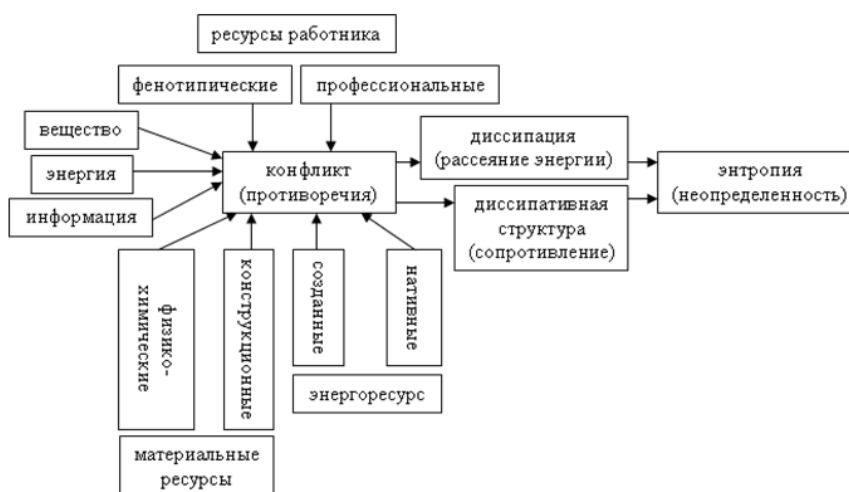 ресурсы работника
фенотипические
профессиональные
вещество
энергия
информация
конфликт
(противоречия)
диссипация
(рассеяние энергии)
диссипативная
структура
(сопротивление)
энтропия
(неопределенность)
физико-
химические
конструкционные
созданные
нативные
энергоресурс
материальные
ресурсы